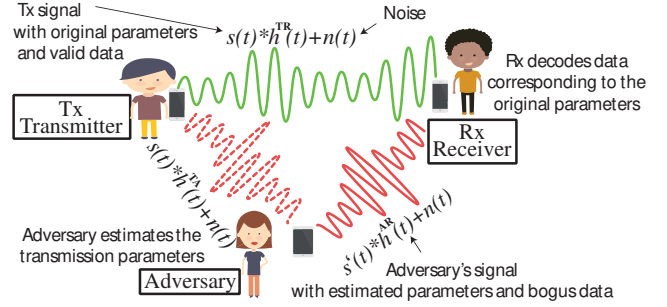 Tx signal
with original parameters
and valid data
s(t)*h^TR(t)+n(t)
Noise
Rx decodes data
corresponding to the
original parameters
Tx
Transmitter
Rx
Receiver
s(t)*h^TA(t)+n(t)
s‘(t)*h^AR(t)+n(t)
Adversary estimates the
transmission parameters
Adversary
Adversary's signal
with estimated parameters and bogus data